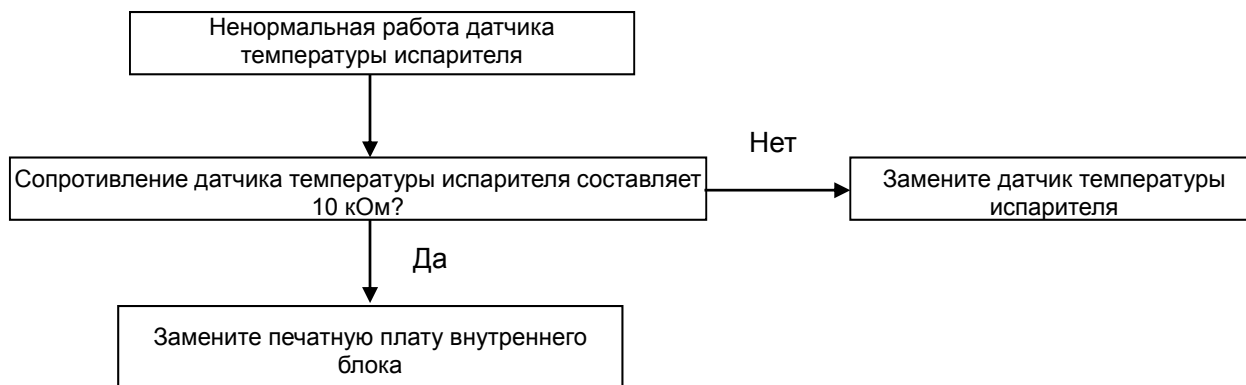 Ненормальная работа датчика
температуры испарителя
Нет
Сопротивление датчика температуры испарителя составляет
10 кОм?
Замените датчик температуры
испарителя
Да
Замените печатную плату внутреннего
блока